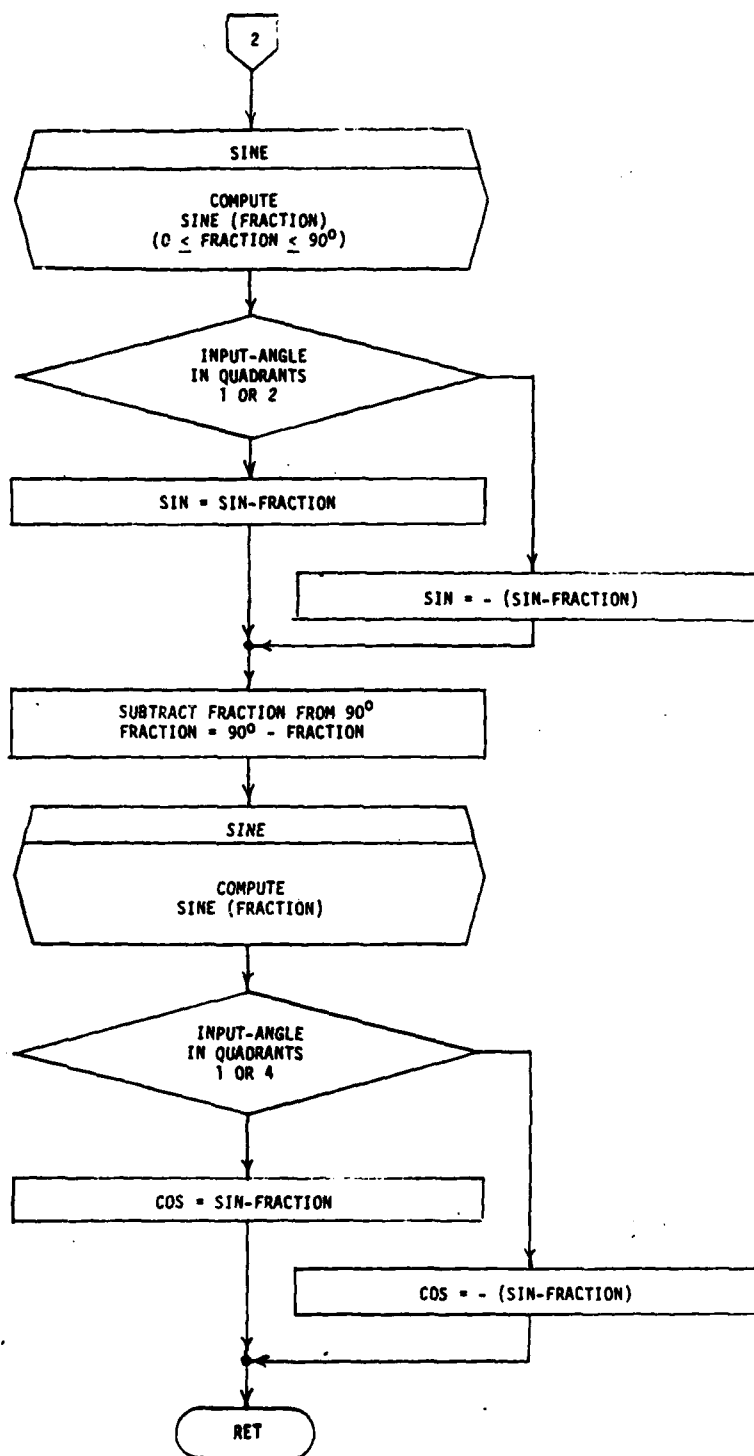 2
SINE
COMPUTE
SINE (FRACTION)
(0 ≤ FRACTION ≤ 90°)
INPUT-ANGLE
IN QUADRANTS
1 OR 2
SIN = SIN-FRACTION
SIN = - (SIN-FRACTION)
SUBTRACT FRACTION FROM 90°
FRACTION = 90° - FRACTION
SINE
COMPUTE
SINE (FRACTION)
INPUT-ANGLE
IN QUADRANTS
1 OR 4
COS = SIN-FRACTION
COS = - (SIN-FRACTION)
RET